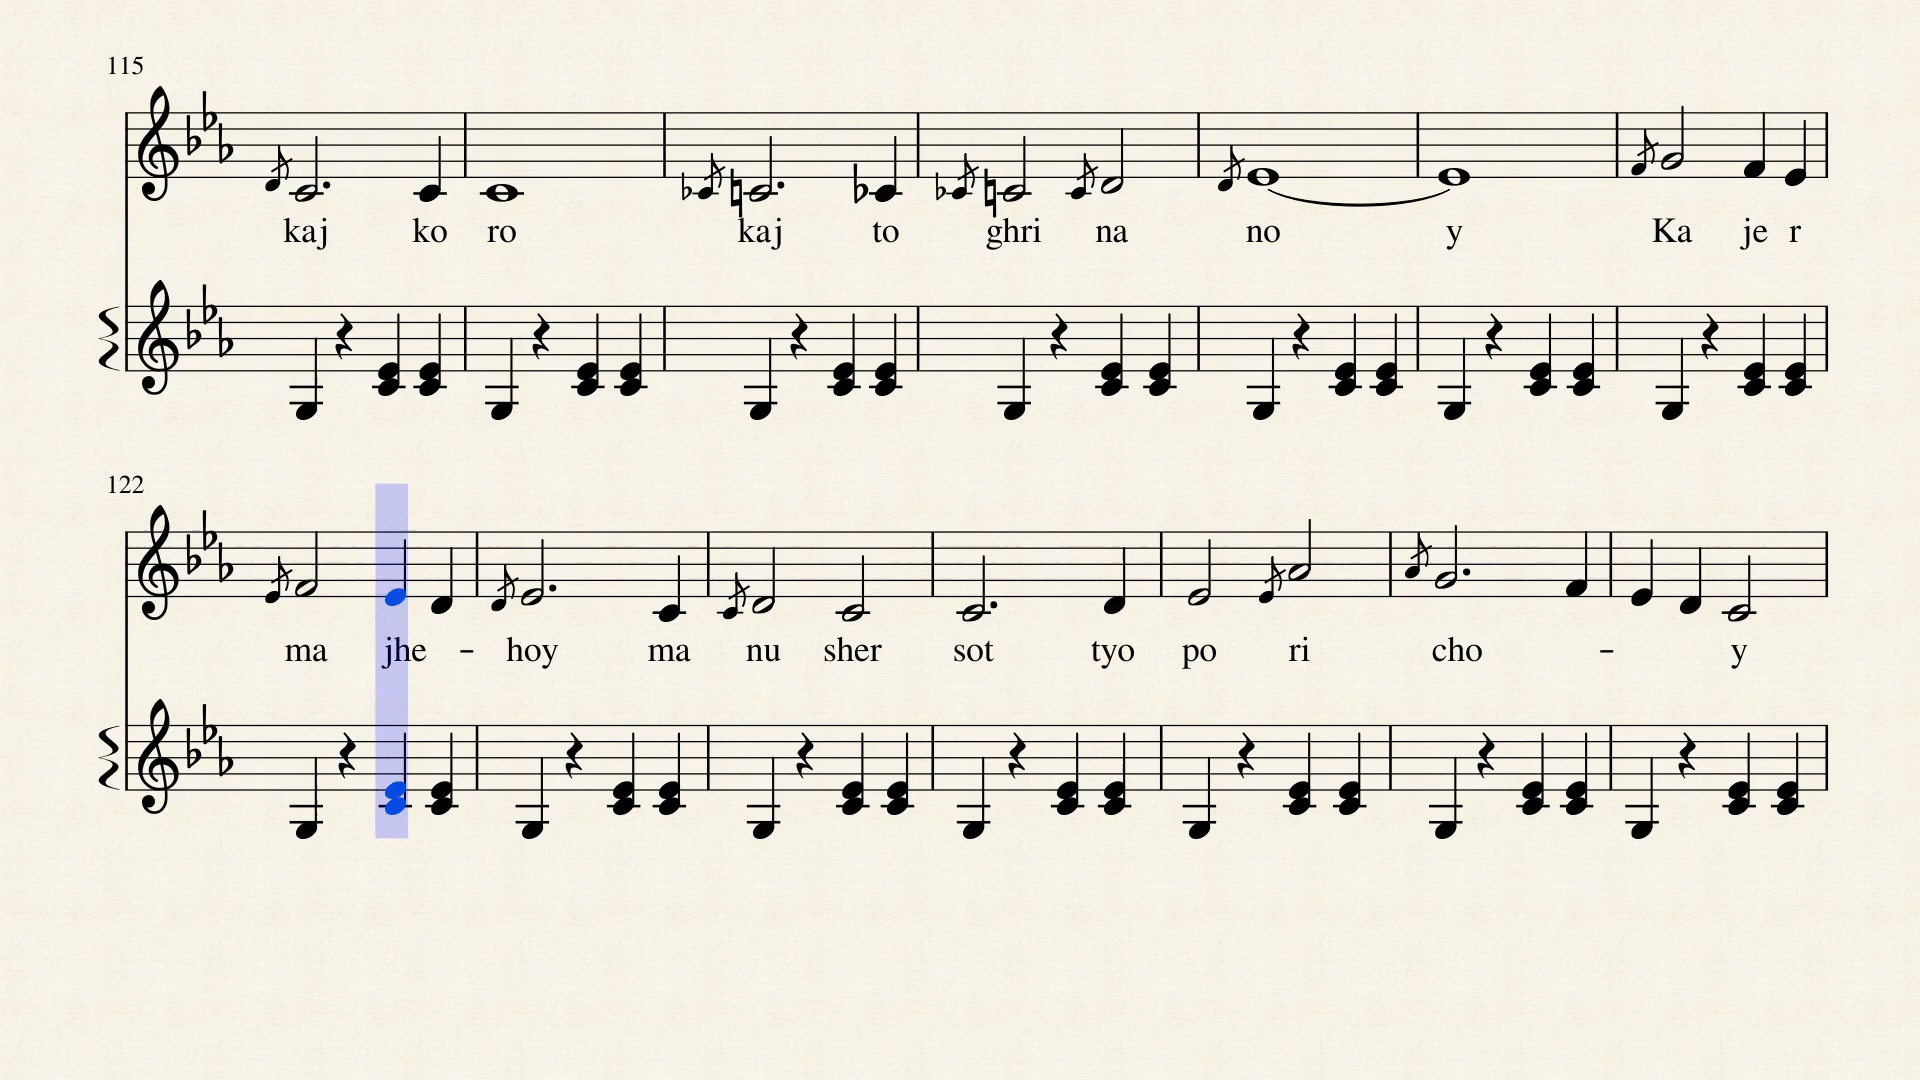 115
kaj ko ro kaj to ghri na no y Ka je r
122
ma jhe - hoy ma nu sher sot tyo po ri cho - y